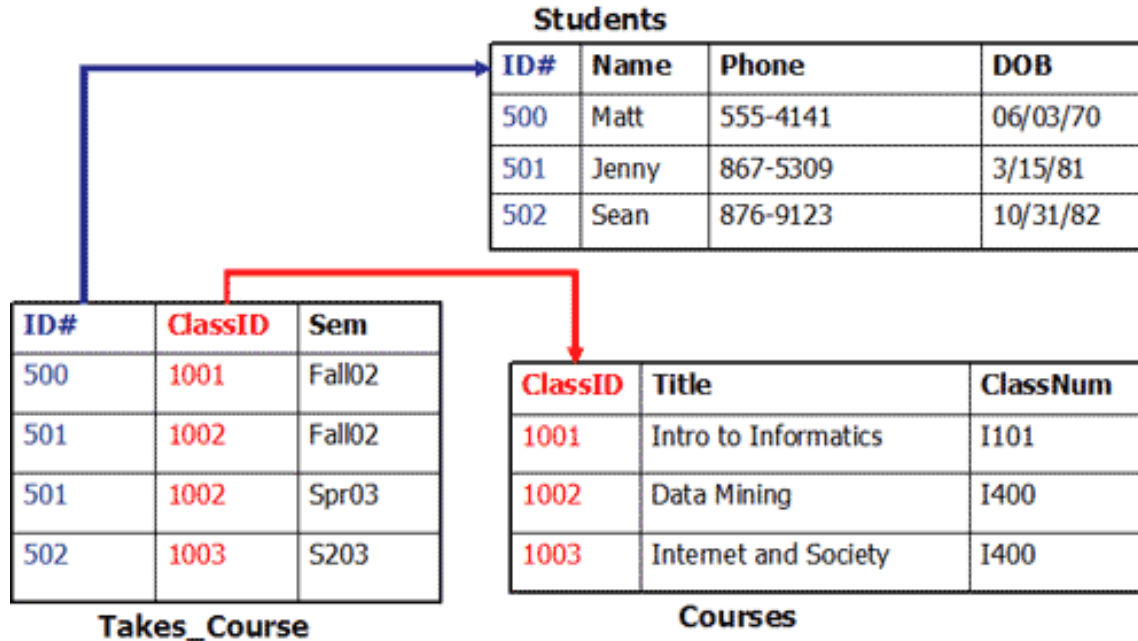 Students
ID# Name Phone DOB
500 Matt 555-4141 06/03/70
501 Jenny 867-5309 3/15/81
502 Sean 876-9123 10/31/82
ID# ClassID Sem
500 1001 Fall02
501 1002 Fall02
501 1002 Spr03
502 1003 S203
Takes_Course
ClassID Title ClassNum
1001 Intro to Informatics I101
1002 Data Mining I400
1003 Internet and Society I400
Courses